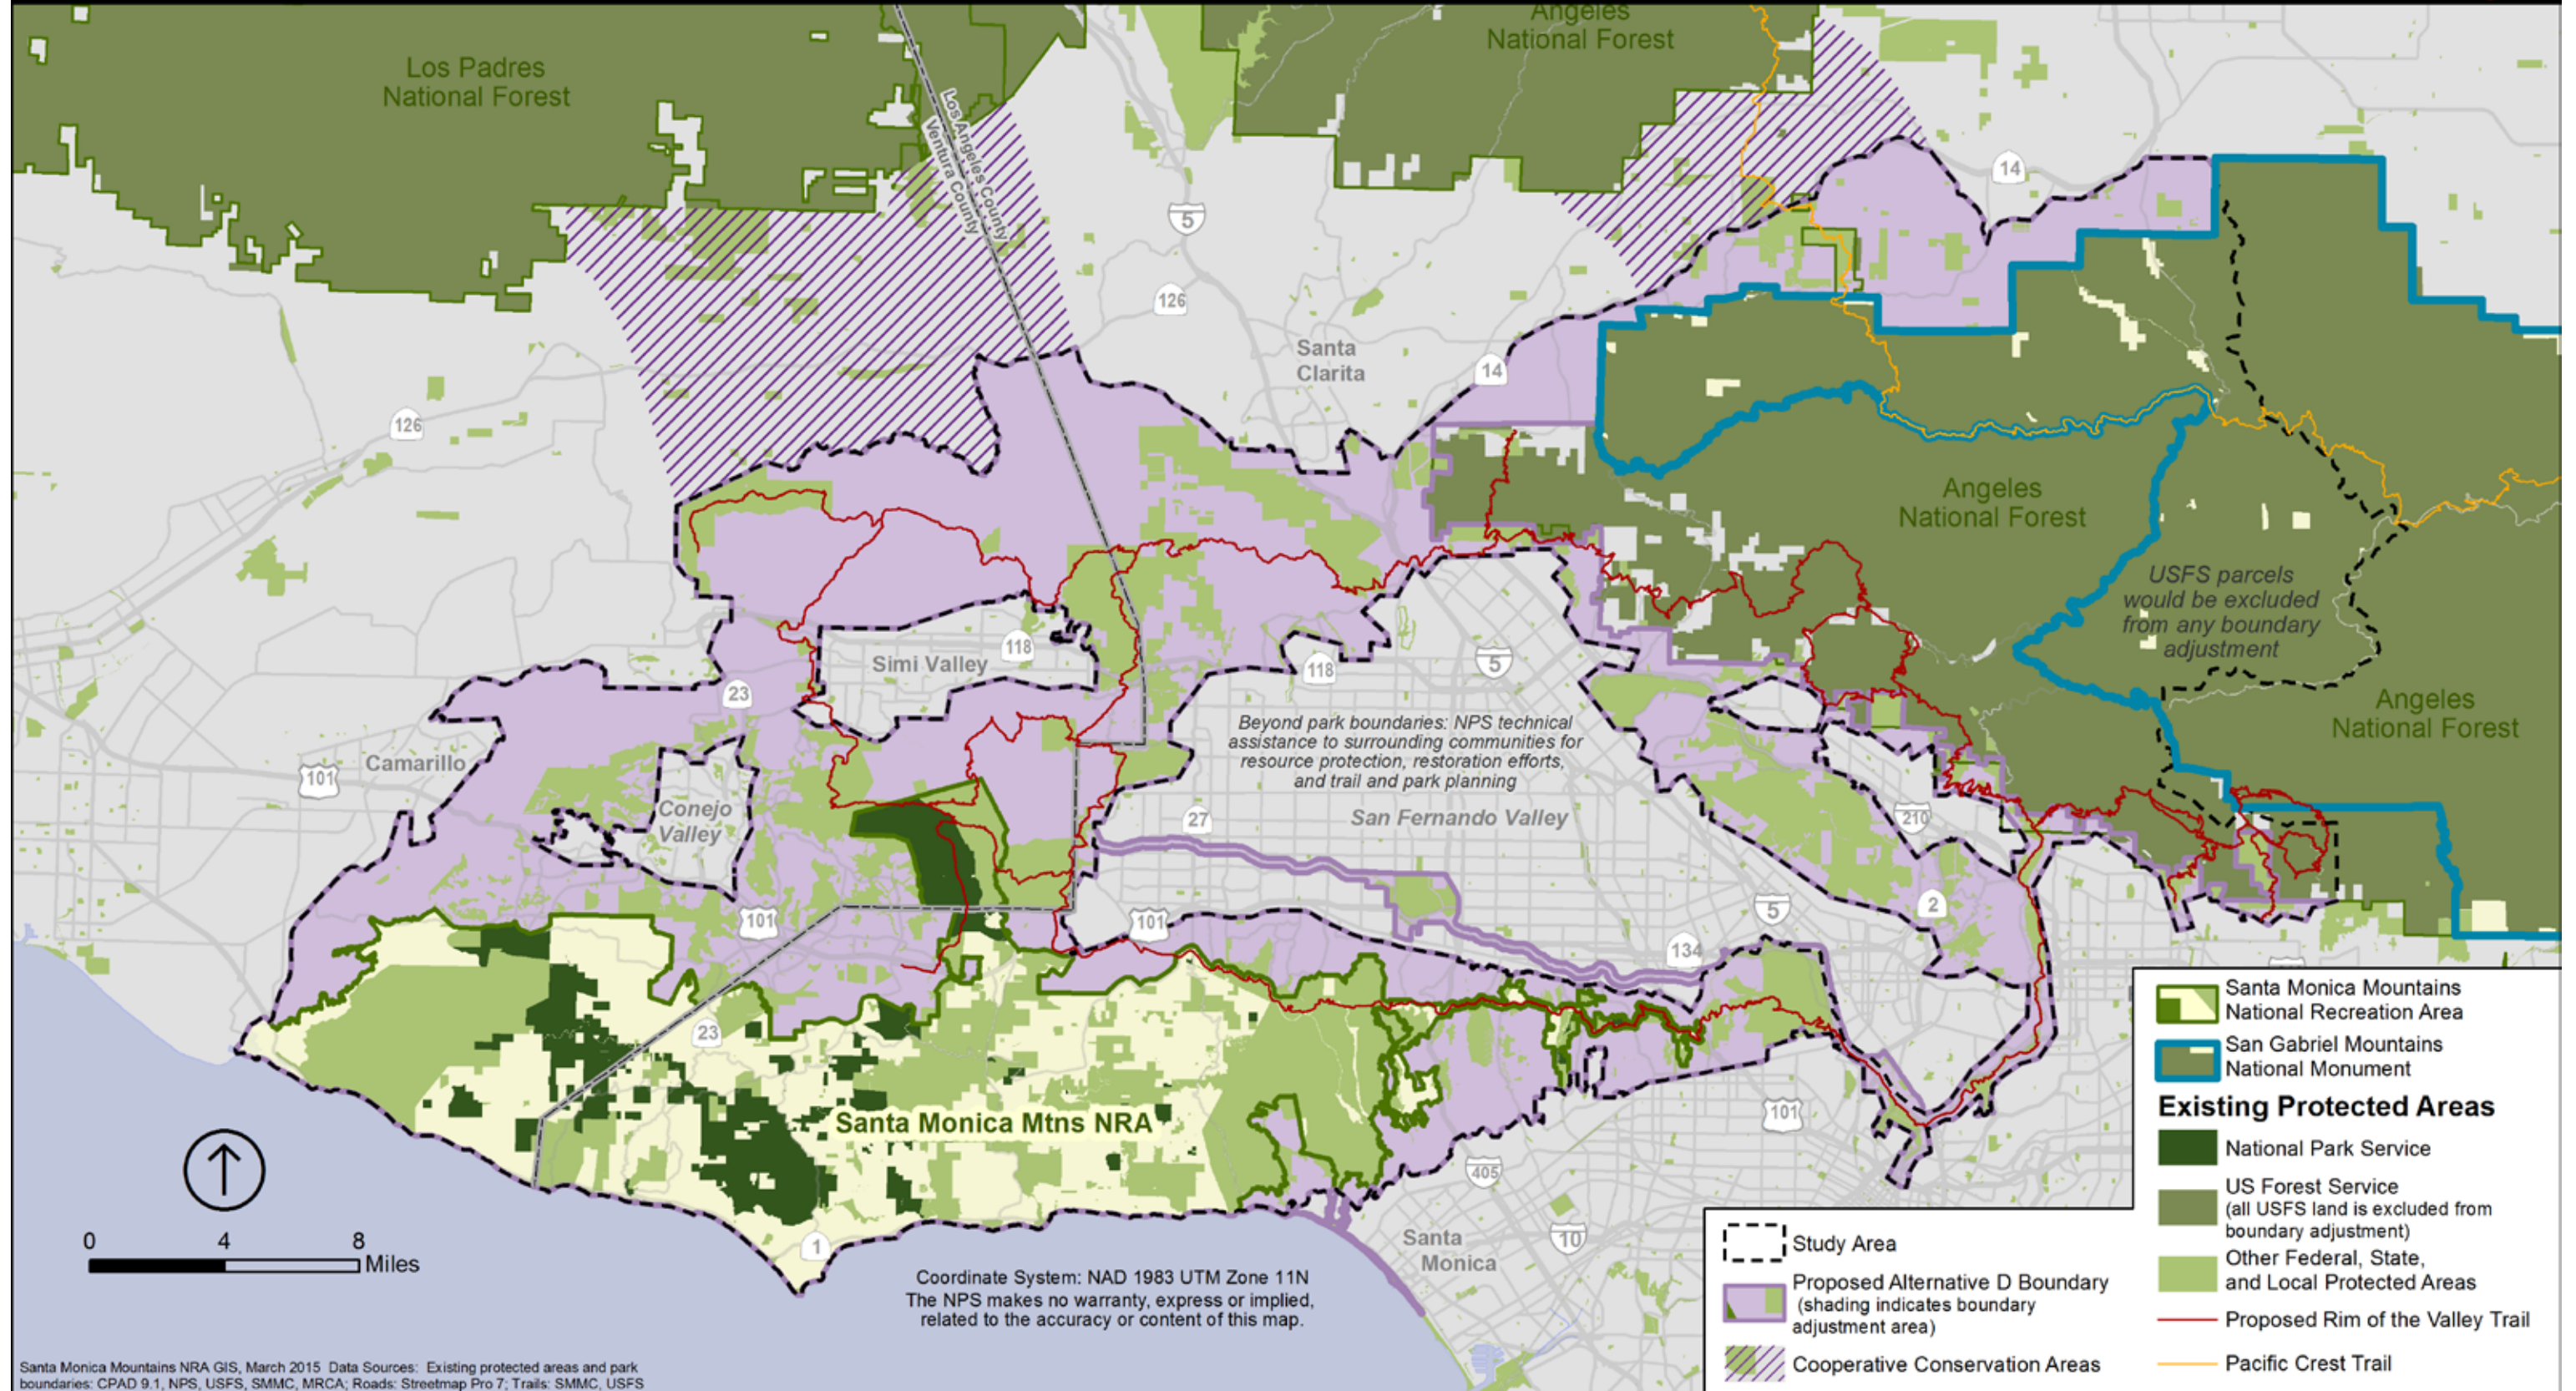 Angeles
National Forest
Los Padres
National Forest
Los Angeles County
Ventura County
14
5
126
Santa
Clarita
14
126
Angeles
National Forest
USFS parcels
would be excluded
from any boundary
adjustment
118
Simi Valley
5
118
23
Angeles
National Forest
Beyond park boundaries: NPS technical
assistance to surrounding communities for
resource protection, restoration efforts,
and trail and park planning
Camarillo
101
Conejo
Valley
27
San Fernando Valley
210
101
101
5
2
134
23
Santa Monica Mtns NRA
101
405
Santa
Monica
10
1
0 4 8
Miles
Coordinate System: NAD 1983 UTM Zone 11N
The NPS makes no warranty, express or implied,
related to the accuracy or content of this map.
Santa Monica Mountains NRA GIS, March 2015 Data Sources: Existing protected areas and park
boundaries: CPAD 9.1, NPS, USFS, SMMC, MRCA; Roads: Streetmap Pro 7; Trails: SMMC, USFS
Study Area
Proposed Alternative D Boundary
(shading indicates boundary
adjustment area)
Cooperative Conservation Areas
Santa Monica Mountains
National Recreation Area
San Gabriel Mountains
National Monument
Existing Protected Areas
National Park Service
US Forest Service
(all USFS land is excluded from
boundary adjustment)
Other Federal, State,
and Local Protected Areas
Proposed Rim of the Valley Trail
Pacific Crest Trail